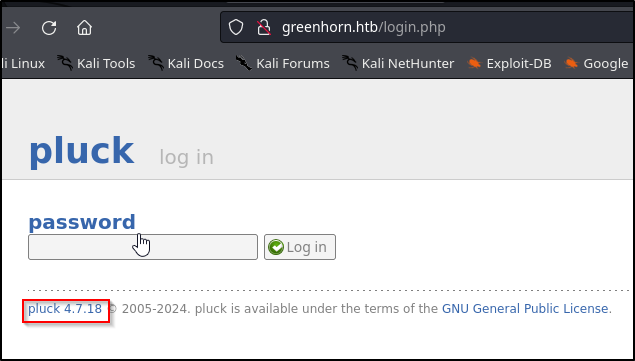 greenhorn.htb/login.php
li Linux Kali Tools Kali Docs Kali Forums Kali NetHunter Exploit-DB Google
pluck log in
password
Log in
pluck 4.7.18 © 2005-2024. pluck is available under the terms of the GNU General Public License.